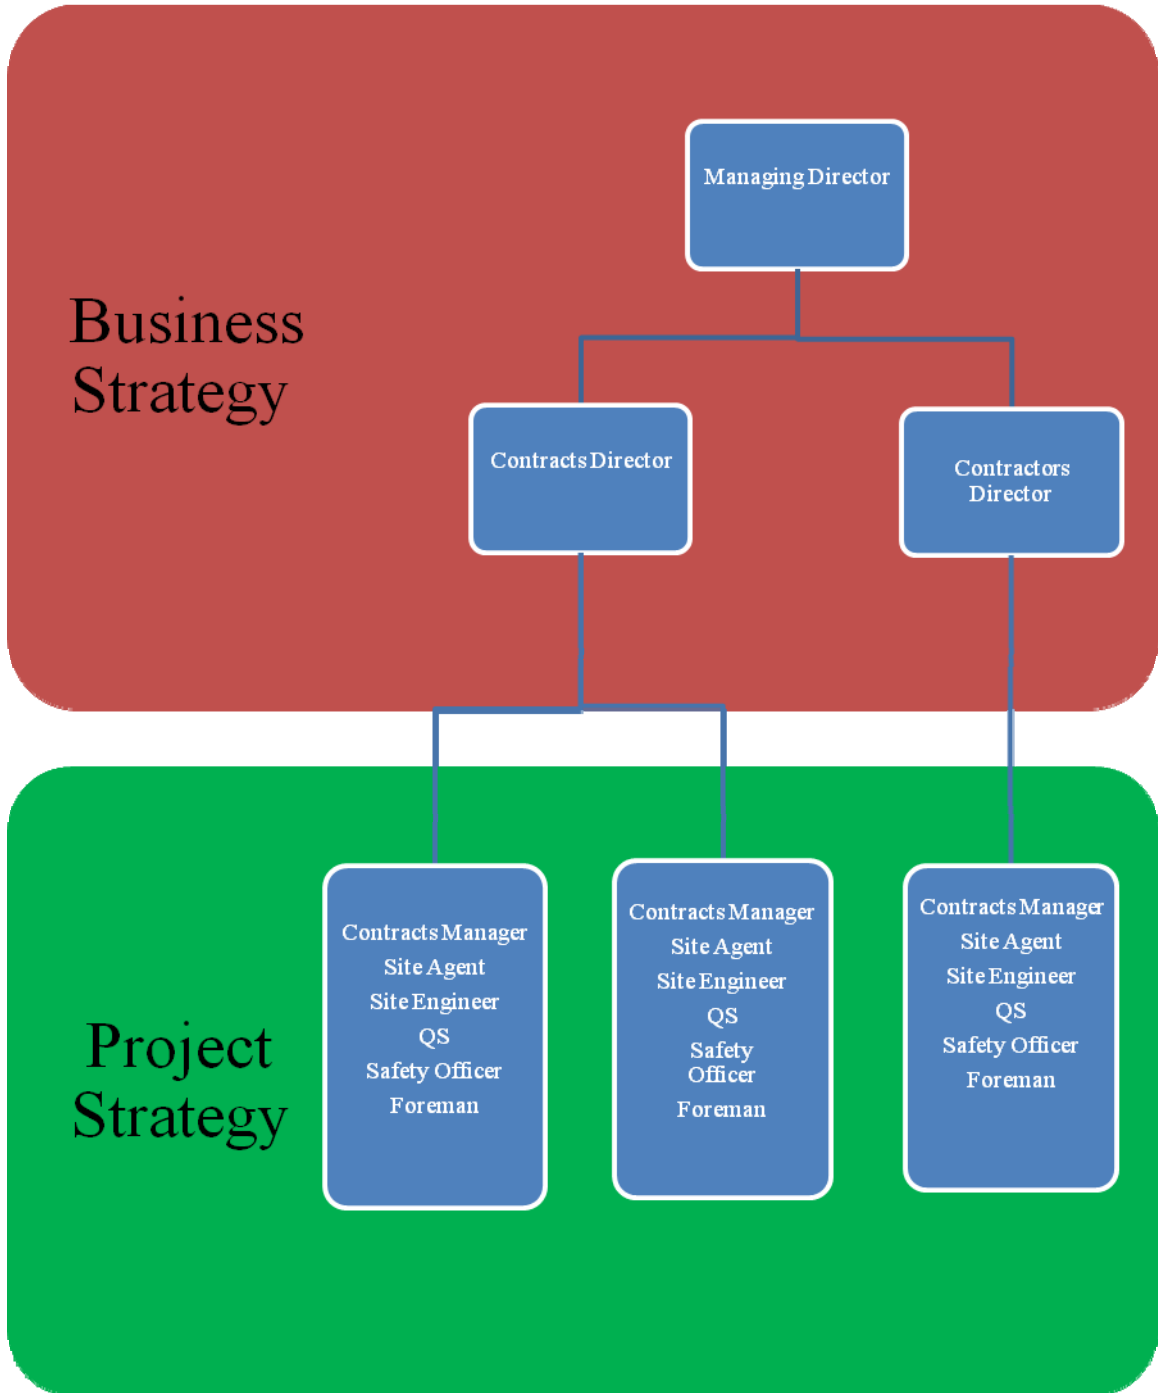 Managing Director
Business
Strategy
Contracts Director
Contractors
Director
Project
Strategy
Contracts Manager
Site Agent
Site Engineer
QS
Safety Officer
Foreman
Contracts Manager
Site Agent
Site Engineer
QS
Safety
Officer
Foreman
Contracts Manager
Site Agent
Site Engineer
QS
Safety Officer
Foreman